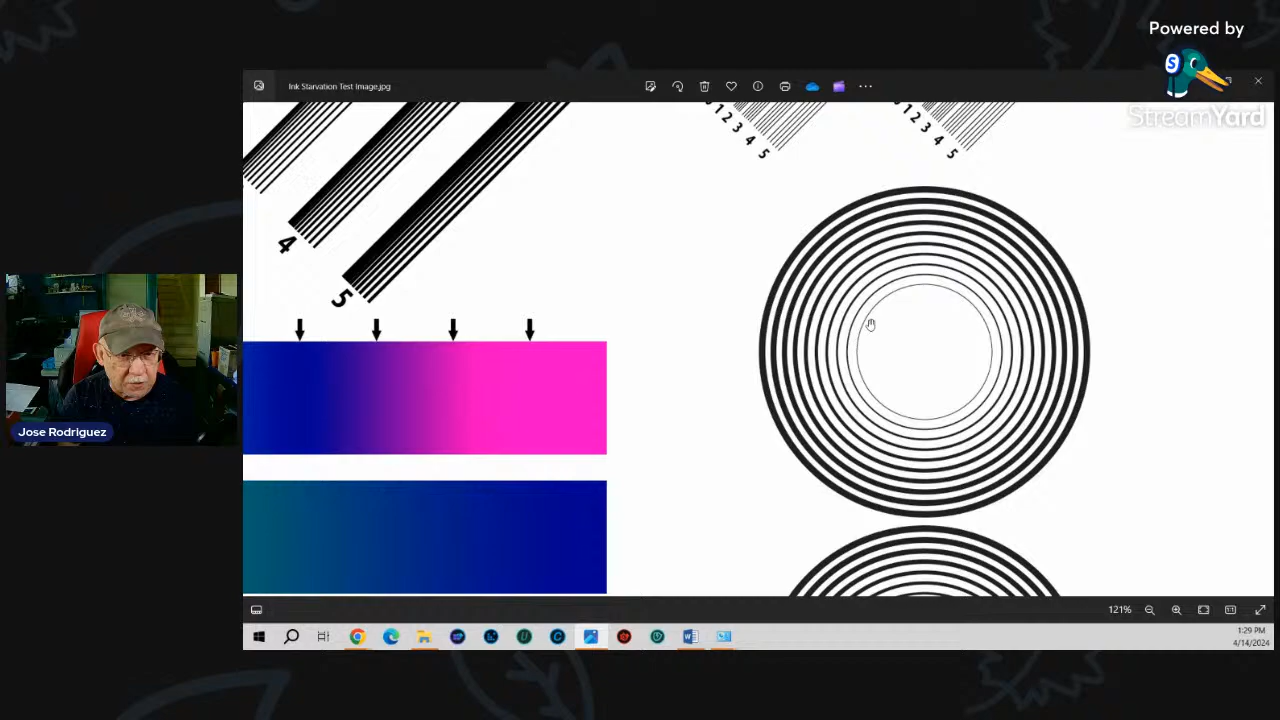 Powered by
S
StreamYard
Ink Starvation Test Image.jpg
1 2 3 4 5
1 2 3 4 5
4
5
Jose Rodriguez
121%
1:29 PM
4/14/2024